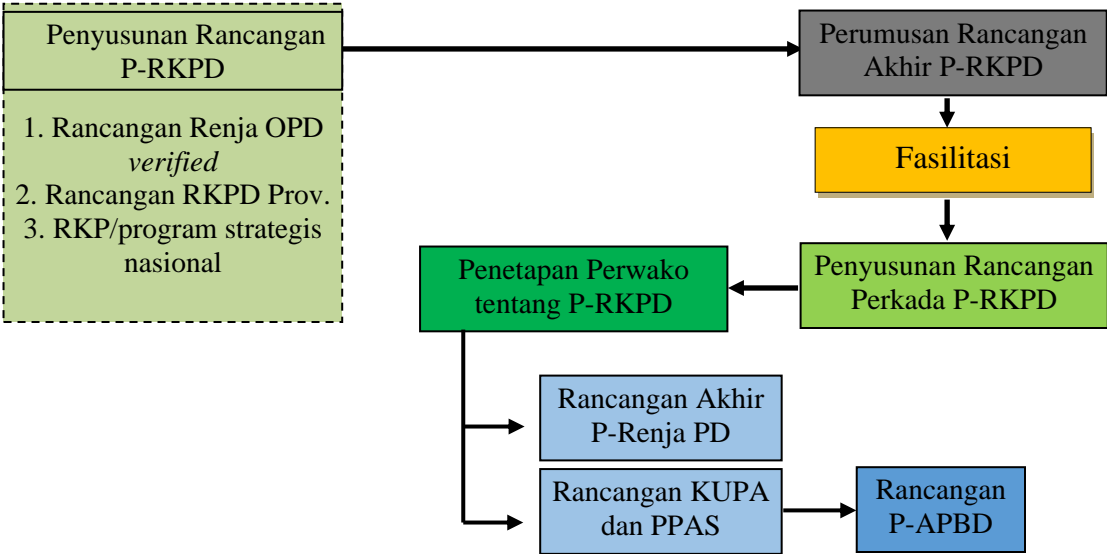 Penyusunan Rancangan
P-RKPD
1. Rancangan Renja OPD
verified
2. Rancangan RKPD Prov.
3. RKP/program strategis
nasional
Perumusan Rancangan
Akhir P-RKPD
Fasilitasi
Penyusunan Rancangan
Perkada P-RKPD
Penetapan Perwako
tentang P-RKPD
Rancangan Akhir
P-Renja PD
Rancangan KUPA
dan PPAS
Rancangan
P-APBD